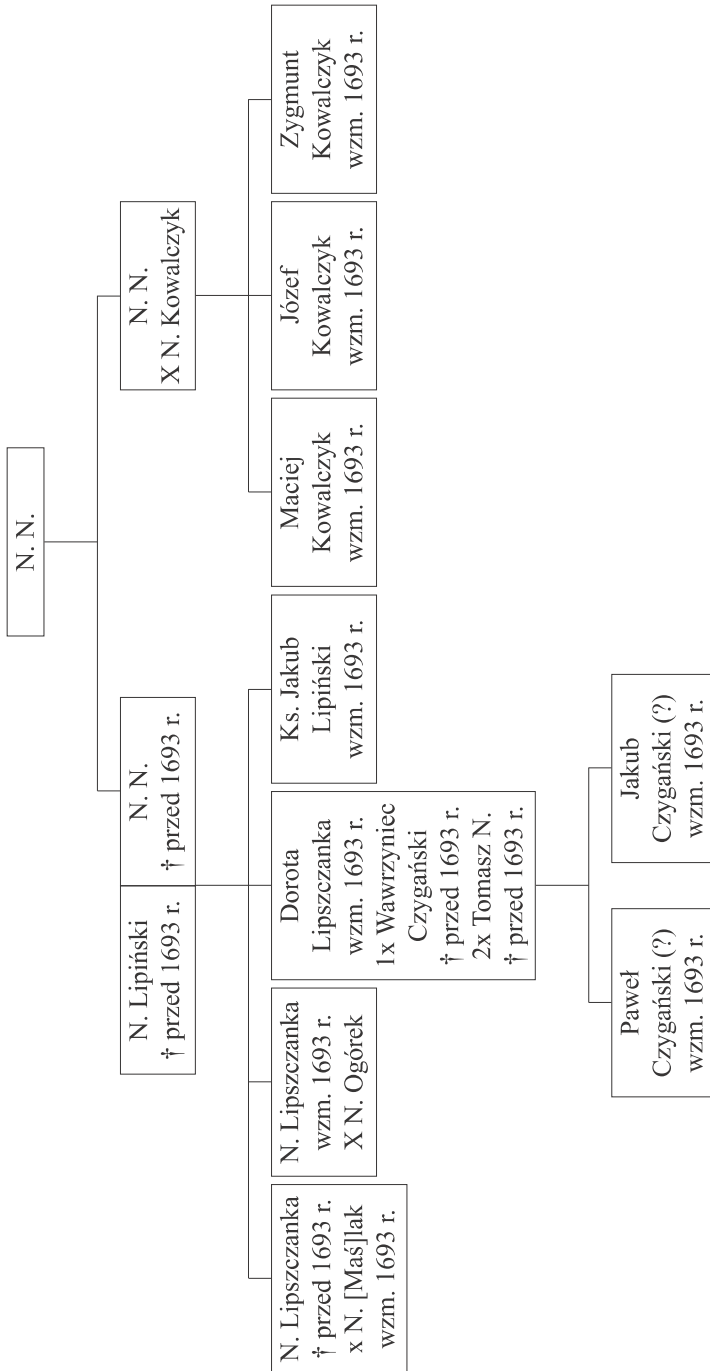 N. N.
N. Lipiński
† przed 1693 r.
N. N.
† przed 1693 r.
N. N.
X N. Kowalczyk
N. Lipszczanka
† przed 1693 r.
x N. [Maś]lak
wzm. 1693 r.
N. Lipszczanka
wzm. 1693 r.
X N. Ogórek
Dorota
Lipszczanka
wzm. 1693 r.
1x Wawrzyniec
Czygański
† przed 1693 r.
2x Tomasz N.
† przed 1693 r.
Ks. Jakub
Lipiński
wzm. 1693 r.
Maciej
Kowalczyk
wzm. 1693 r.
Józef
Kowalczyk
wzm. 1693 r.
Zygmunt
Kowalczyk
wzm. 1693 r.
Paweł
Czygański (?)
wzm. 1693 r.
Jakub
Czygański (?)
wzm. 1693 r.